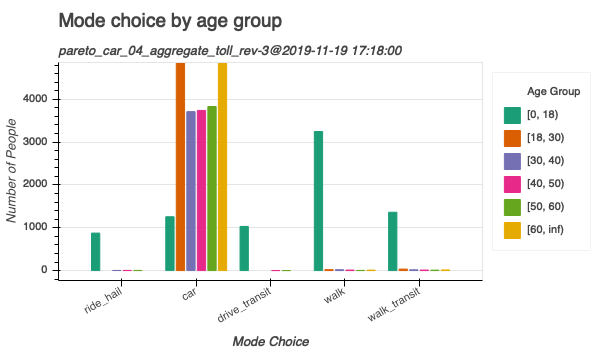 Mode choice by age group
pareto_car_04_aggregate_toll_rev-3@2019-11-19 17:18:00
Number of People
4000
3000
2000
1000
0
ride_hail
car
drive_transit
walk
walk_transit
Mode Choice
Age Group
[0, 18)
[18, 30)
[30, 40)
[40, 50)
[50, 60)
[60, inf)